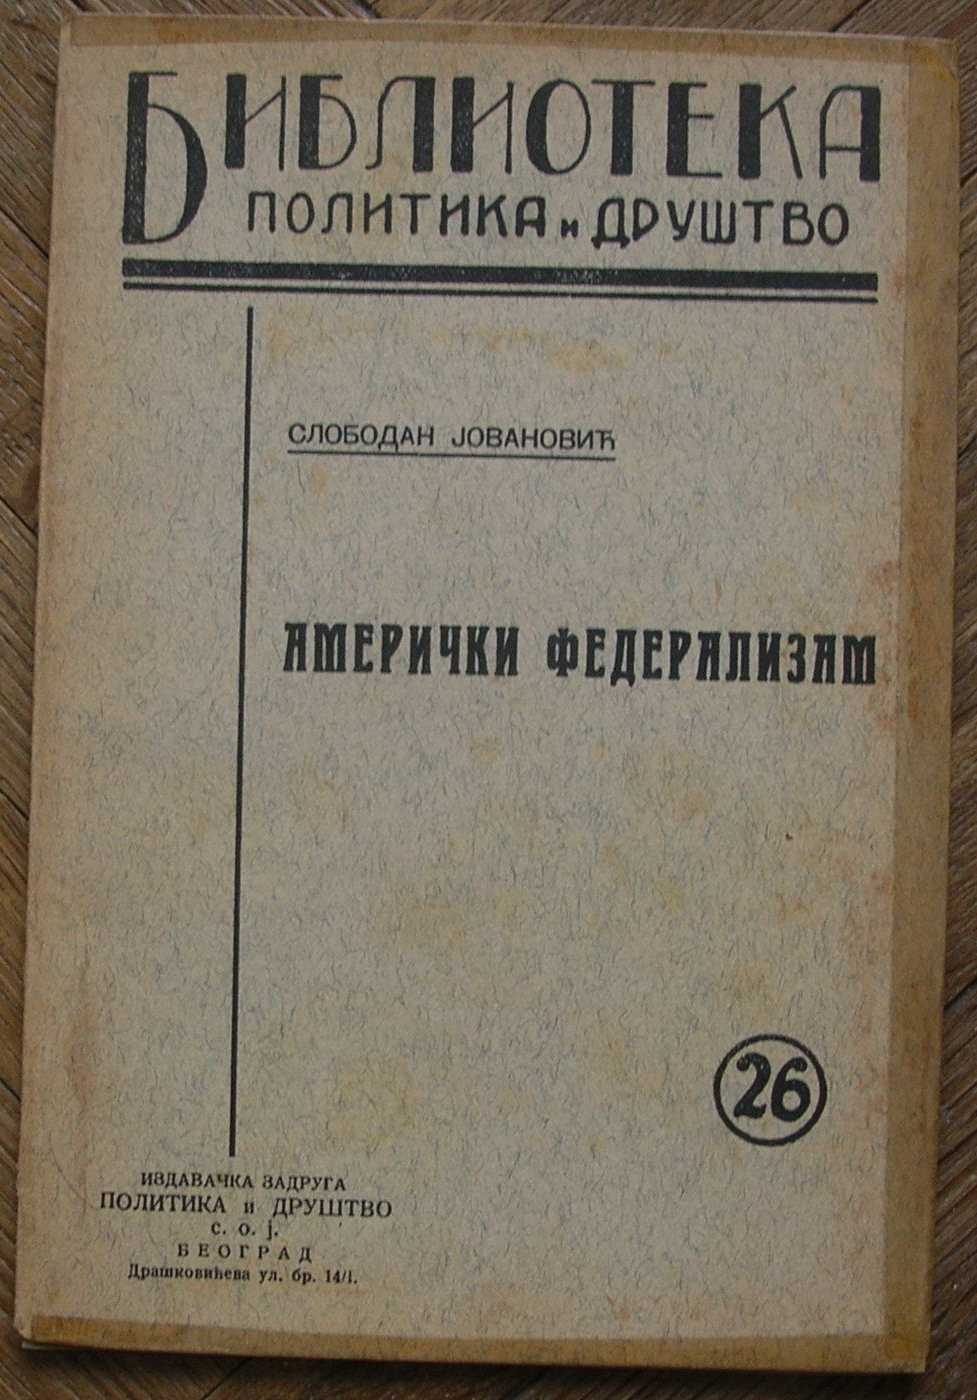 БИБЛИОТЕКА
ПОЛИТИКА и ДРУШТВО
СЛОБОДАН ЈОВАНОВИЋ
АМЕРИЧКИ ФЕДЕРАЛИЗАМ
26
ИЗДАВАЧКА ЗАДРУГА
ПОЛИТИКА и ДРУШТВО
с. о. ј.
БЕОГРАД
Драшковићева ул. бр. 14/I.